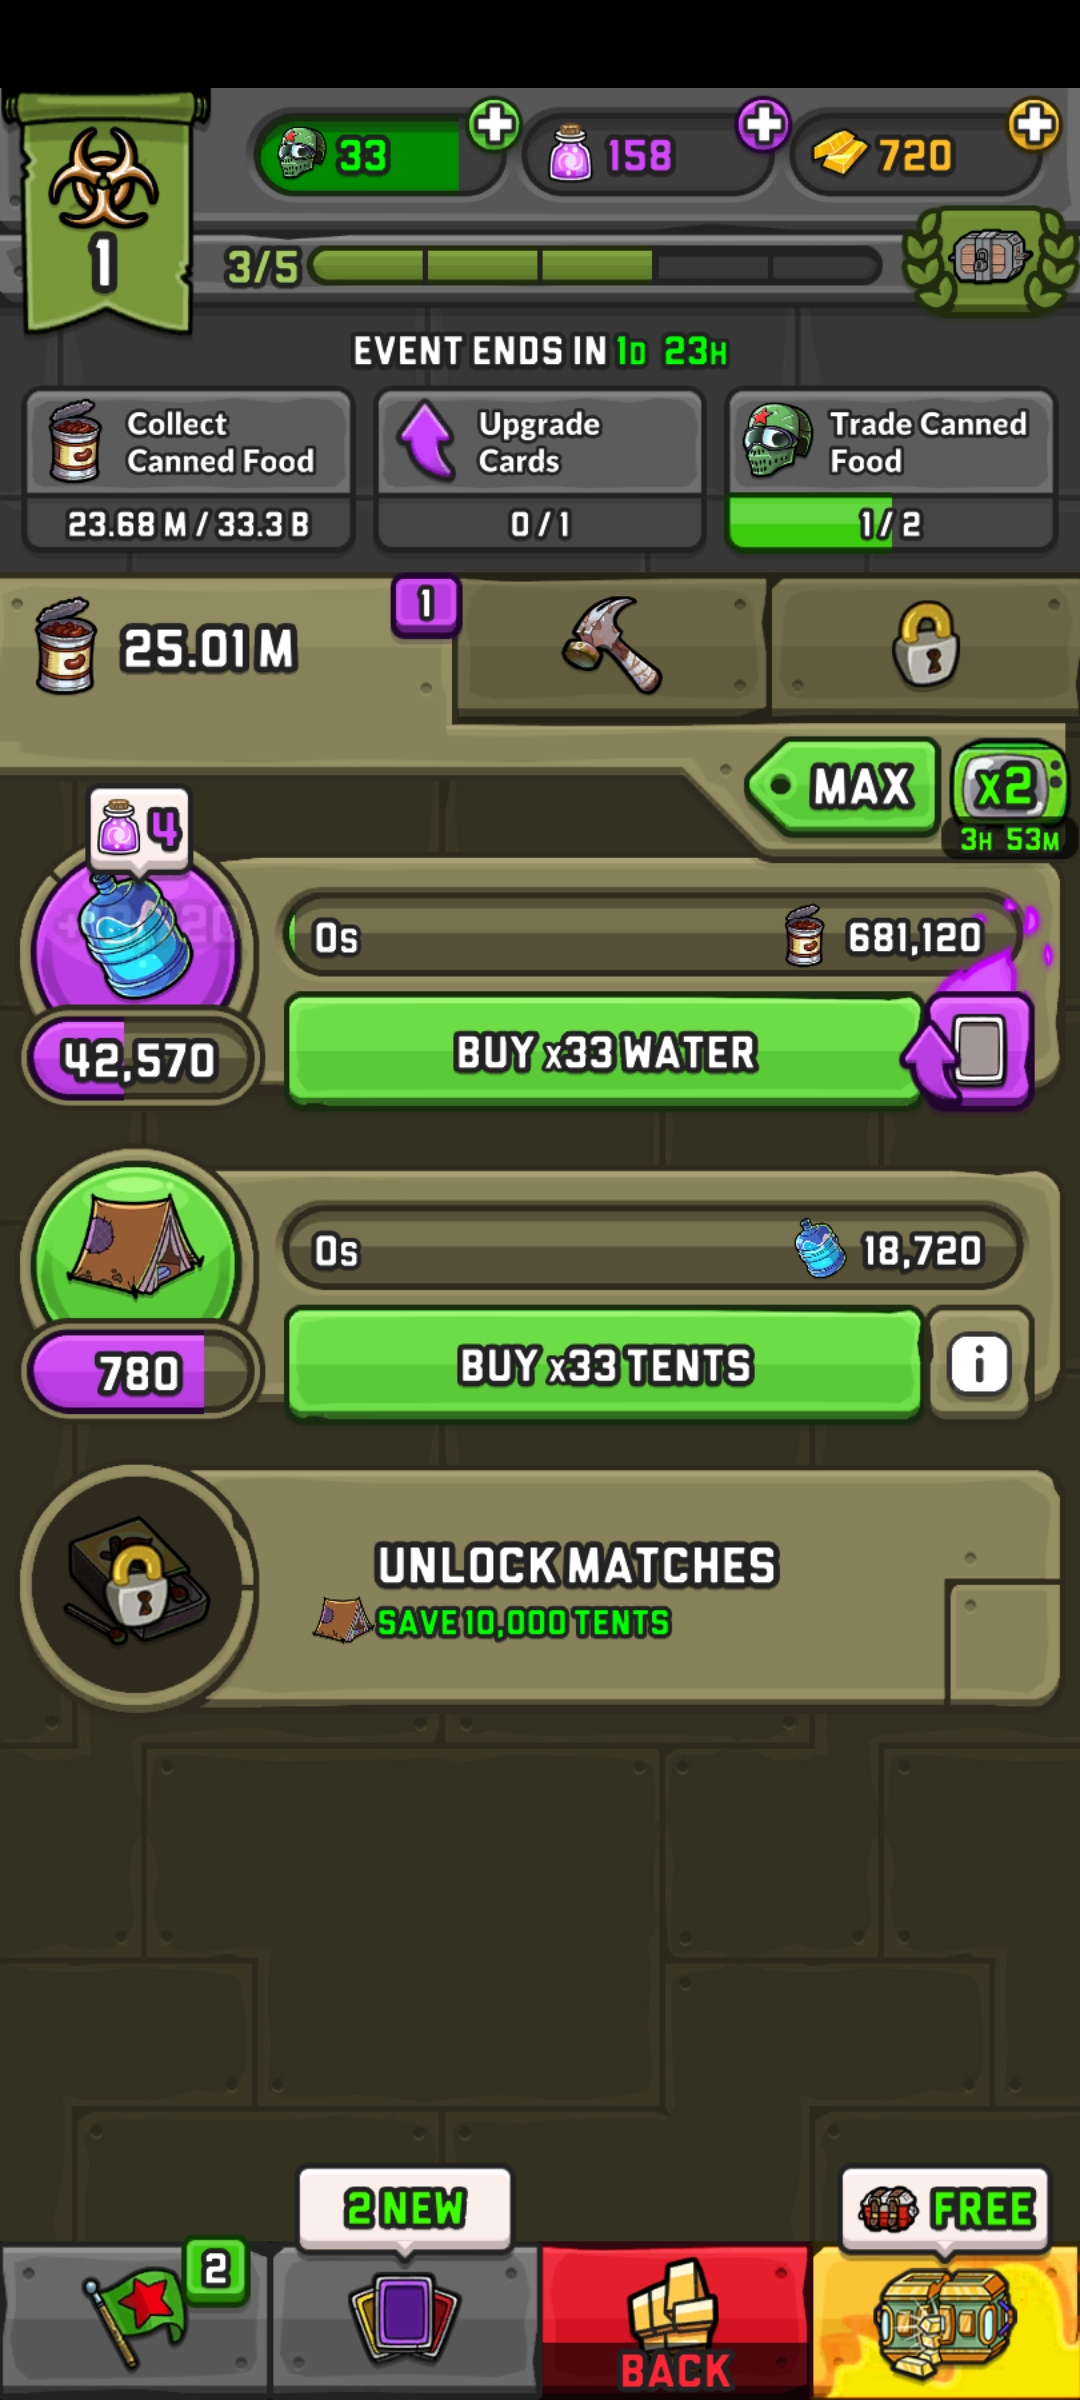 33
158
720
1
3/5
EVENT ENDS IN 1D 23H
Collect
Canned Food
23.68 M / 33.3 B
Upgrade
Cards
0 / 1
Trade Canned
Food
1 / 2
25.01 M
1
MAX
x2
3H 53M
4
0s
681,120
42,570
BUY x33 WATER
0s
18,720
780
BUY x33 TENTS
i
UNLOCK MATCHES
SAVE 10,000 TENTS
2 NEW
FREE
2
BACK